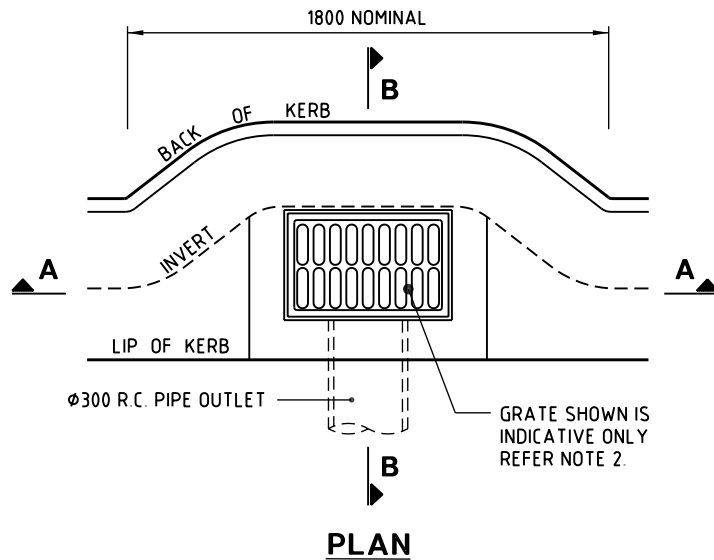 1800 NOMINAL
B
BACK OF KERB
A
INVERT
A
LIP OF KERB
Ø300 R.C. PIPE OUTLET
GRATE SHOWN IS
INDICATIVE ONLY
REFER NOTE 2.
B
PLAN